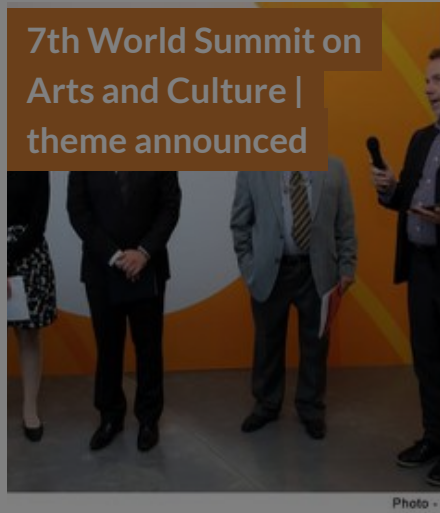 7th World Summit on
Arts and Culture |
theme announced
Photo -